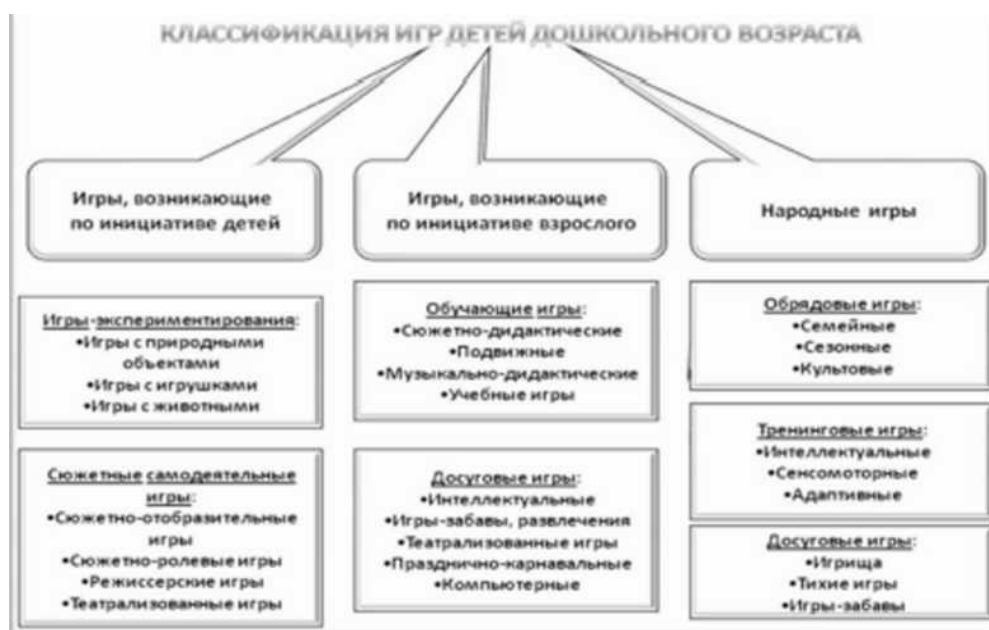 КЛАССИФИКАЦИЯ ИГР ДЕТЕЙ ДОШКОЛЬНОГО ВОЗРАСТА
Игры, возникающие
по инициативе детей
Игры-экспериментирования:
•Игры с природными
объектами
•Игры с игрушками
•Игры с животными
Сюжетные самодеятельные
игры:
•Сюжетно-отобразительные
игры
•Сюжетно-ролевые игры
•Режиссерские игры
•Театрализованные игры
Игры, возникающие
по инициативе взрослого
Обучающие игры:
•Сюжетно-дидактические
•Подвижные
•Музыкально-дидактические
•Учебные игры
Досуговые игры:
•Интеллектуальные
•Игры-забавы, развлечения
•Театрализованные игры
•Празднично-карнавальные
•Компьютерные
Народные игры
Обрядовые игры:
•Семейные
•Сезонные
•Культовые
Тренинговые игры:
•Интеллектуальные
•Сенсомоторные
•Адаптивные
Досуговые игры:
•Игрища
•Тихие игры
•Игры-забавы